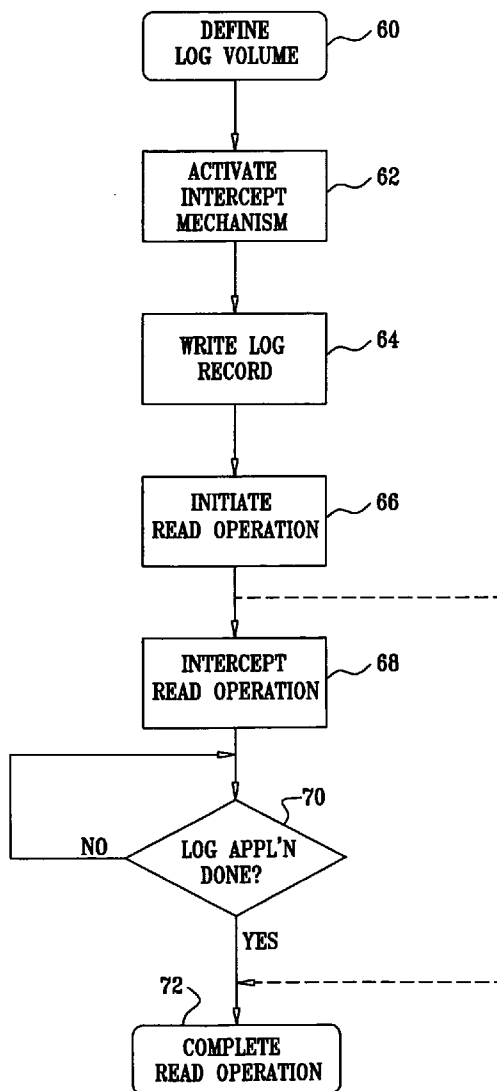 DEFINE
LOG VOLUME
60
ACTIVATE
INTERCEPT
MECHANISM
62
WRITE LOG
RECORD
64
INITIATE
READ OPERATION
66
INTERCEPT
READ OPERATION
68
70
LOG APPL'N
DONE?
NO
YES
72
COMPLETE
READ OPERATION